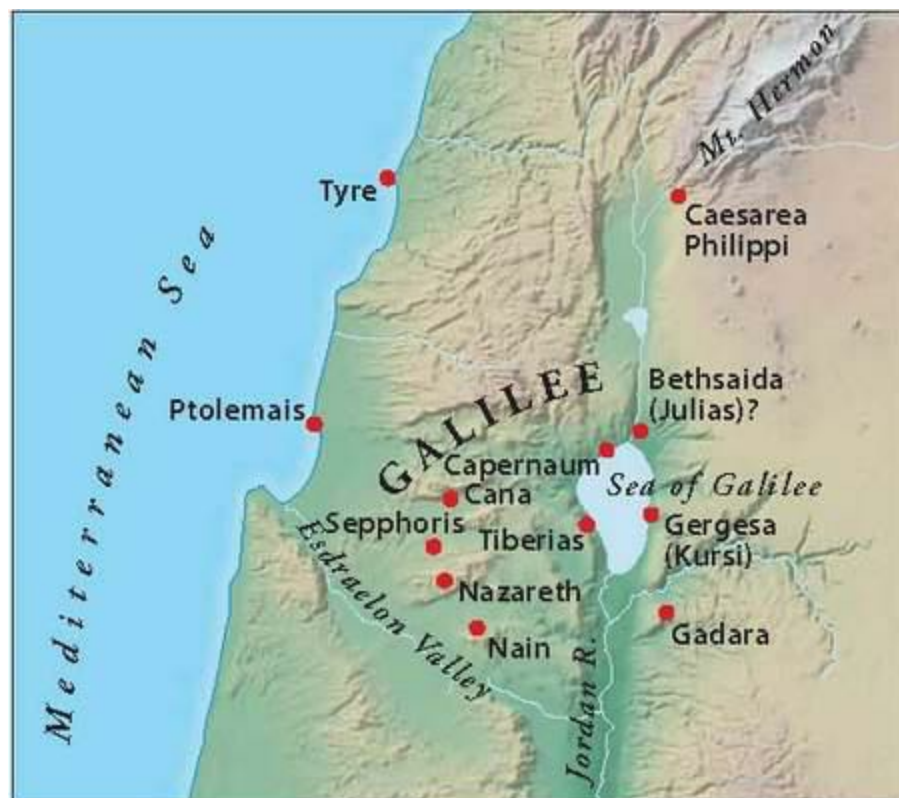 Mt. Hermon
Tyre
Caesarea
Philippi
Mediterranean Sea
GALILEE
Bethsaida
(Julias)?
Ptolemais
Capernaum
Sea of Galilee
Cana
Sepphoris
Tiberias
Gergesa
(Kursi)
Esdraelon Valley
Nazareth
Gadara
Nain
Jordan R.